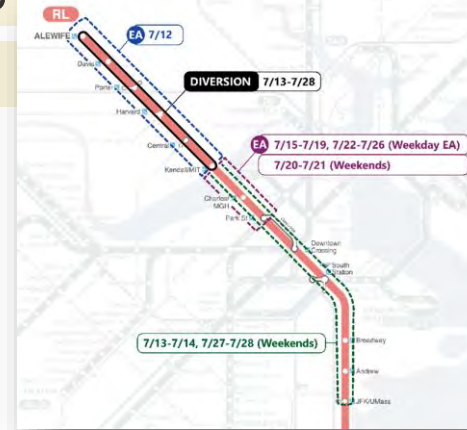 RL
ALEWIFE
EA 7/12
Davis
Porter
DIVERSION 7/13-7/28
Harvard
Central
EA 7/15-7/19, 7/22-7/26 (Weekday EA)
7/20-7/21 (Weekends)
Kendall/MIT
Charles/
MGH
Park St
Downtown
Crossing
South
Station
7/13-7/14, 7/27-7/28 (Weekends)
Broadway
Andrew
JFK/UMass